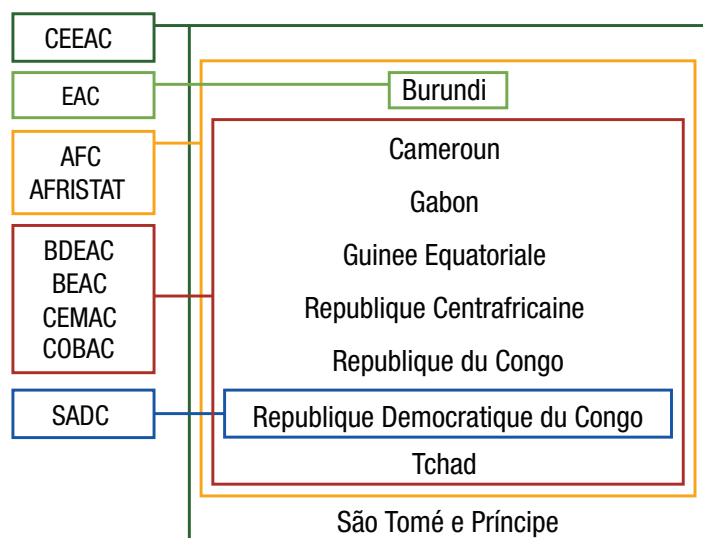 CEEAC
EAC
AFC
AFRISTAT
BDEAC
BEAC
CEMAC
COBAC
SADC
Burundi
Cameroun
Gabon
Guinee Equatoriale
Republique Centrafricaine
Republique du Congo
Republique Democratique du Congo
Tchad
São Tomé e Príncipe